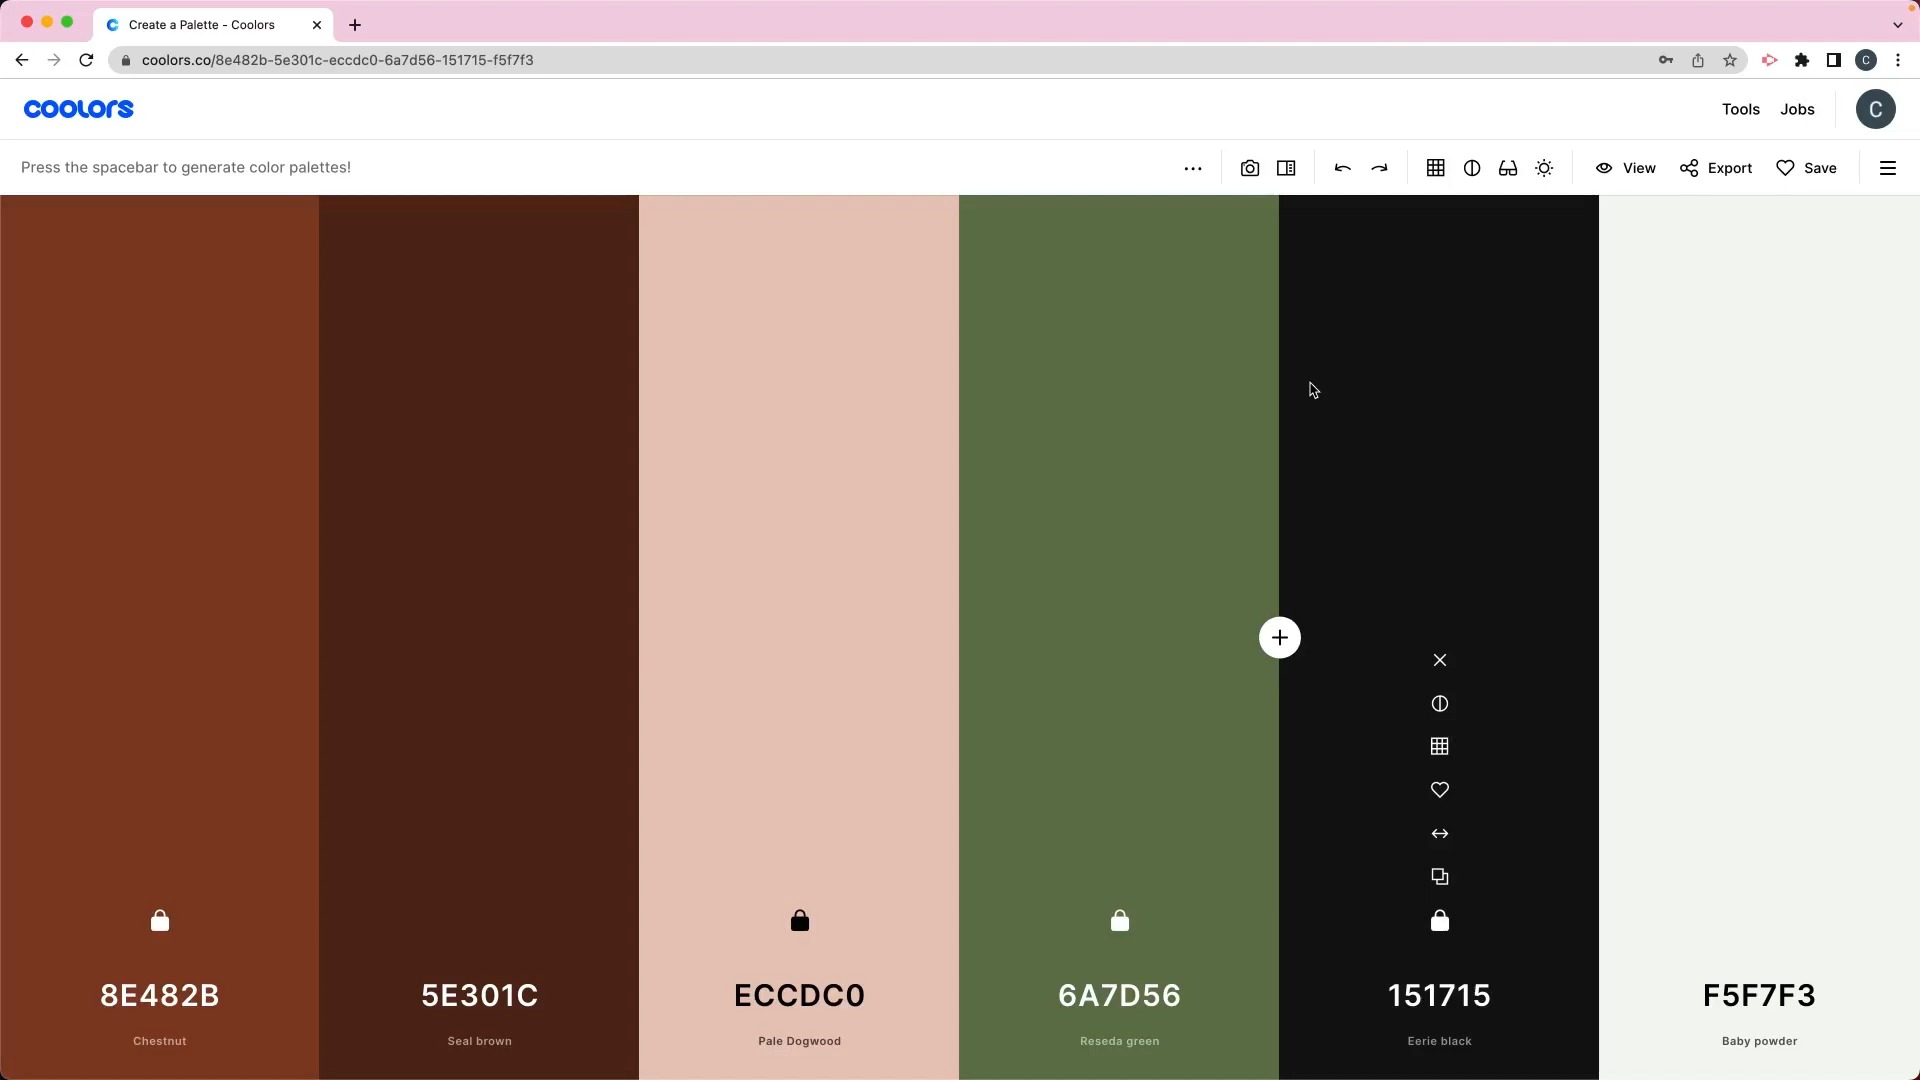 Create a Palette - Coolors
coolors.co/8e482b-5e301c-eccdc0-6a7d56-151715-f5f7f3
C
coolors
Tools
Jobs
C
Press the spacebar to generate color palettes!
View
Export
Save
8E482B
5E301C
ECCDC0
6A7D56
151715
F5F7F3
Chestnut
Seal brown
Pale Dogwood
Reseda green
Eerie black
Baby powder